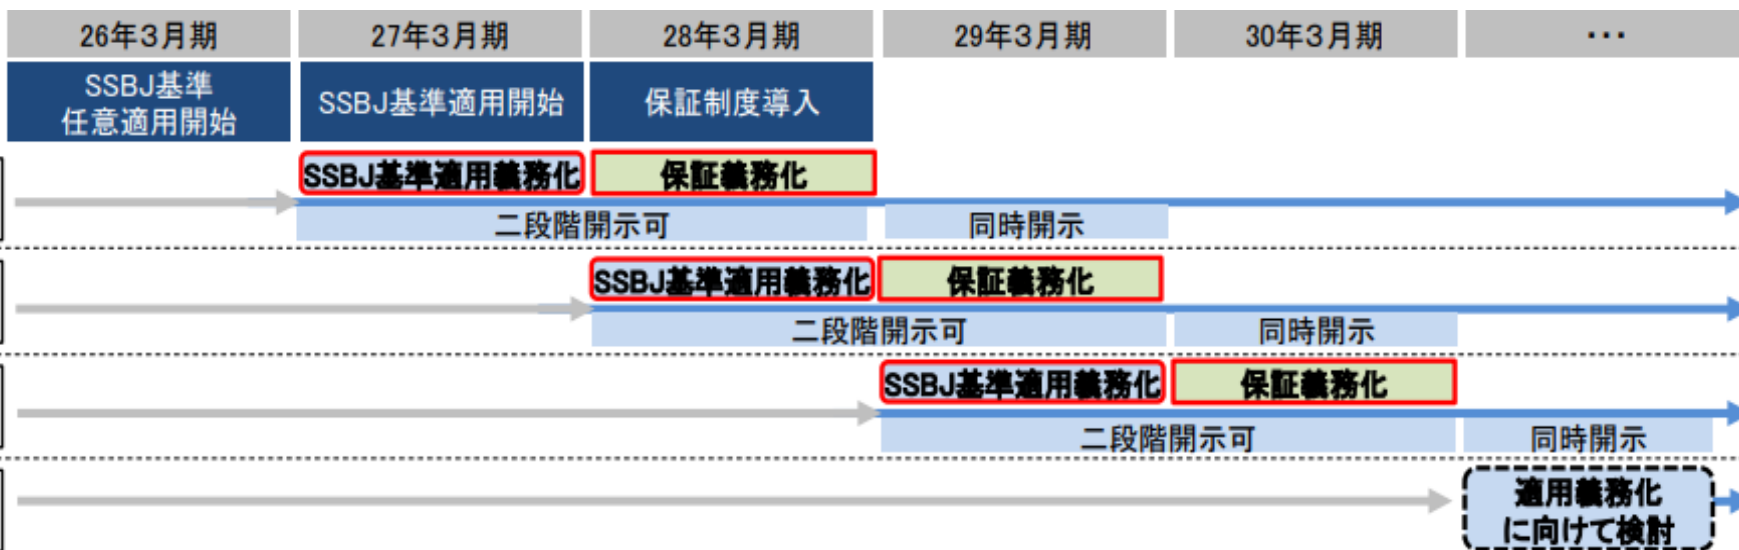 26年3月期
27年3月期
28年3月期
29年3月期
30年3月期
･･･
SSBJ基準
任意適用開始
SSBJ基準適用開始
保証制度導入
SSBJ基準適用義務化
保証義務化
二段階開示可
同時開示
SSBJ基準適用義務化
保証義務化
二段階開示可
同時開示
SSBJ基準適用義務化
保証義務化
二段階開示可
同時開示
適用義務化
に向けて検討